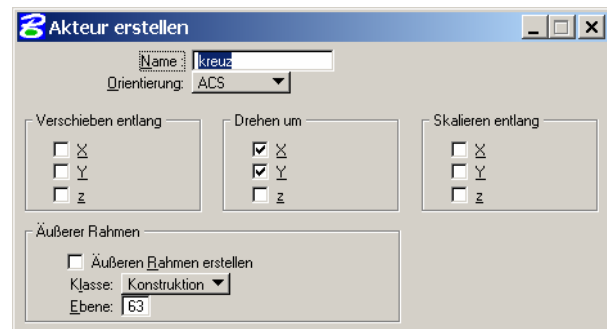 Akteur erstellen
Name: kreuz
Orientierung: ACS
Verschieben entlang
X
Y
z
Drehen um
X
Y
z
Skalieren entlang
X
Y
z
Äußerer Rahmen
Äußeren Rahmen erstellen
Klasse: Konstruktion
Ebene: 63